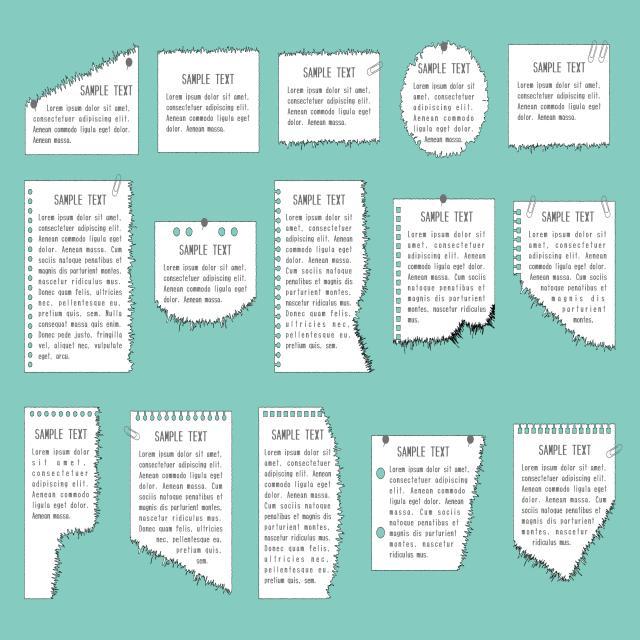 SAMPLE TEXT
Lorem ipsum dolor sit amet,
consectetuer adipiscing elit.
Aenean commodo ligula eget dolor.
Aenean massa.
SAMPLE TEXT
Lorem ipsum dolor sit amet,
consectetuer adipiscing elit.
Aenean commodo ligula eget
dolor. Aenean massa.
SAMPLE TEXT
Lorem ipsum dolor sit amet,
consectetuer adipiscing elit.
Aenean commodo ligula eget
dolor. Aenean massa.
SAMPLE TEXT
Lorem ipsum dolor sit
amet, consectetuer
adipiscing elit. Aenean
commodo ligula eget
dolor. Aenean massa.
SAMPLE TEXT
Lorem ipsum dolor sit amet,
consectetuer adipiscing elit.
Aenean commodo ligula eget
dolor. Aenean massa.
SAMPLE TEXT
Lorem ipsum dolor sit amet,
consectetuer adipiscing elit.
Aenean commodo ligula eget
dolor. Aenean massa. Cum
sociis natoque penatibus et
magnis dis parturient montes,
nascetur ridiculus mus.
Donec quam felis, ultricies
nec, pellentesque eu,
pretium quis, sem. Nulla
consequat massa quis enim.
Donec pede justo, fringilla
vel, aliquet nec, vulputate
eget, arcu.
SAMPLE TEXT
Lorem ipsum dolor sit amet,
consectetuer adipiscing elit.
Aenean commodo ligula eget
dolor. Aenean massa.
SAMPLE TEXT
Lorem ipsum dolor sit
amet, consectetuer
adipiscing elit. Aenean
commodo ligula eget
dolor. Aenean massa.
Cum sociis natoque
penatibus et magnis dis
parturient montes,
nascetur ridiculus mus.
Donec quam felis,
ultricies nec,
pellentesque eu,
pretium quis, sem.
SAMPLE TEXT
Lorem ipsum dolor sit
amet, consectetuer
adipiscing elit. Aenean
commodo ligula eget
dolor. Aenean massa.
Cum sociis natoque
penatibus et magnis
dis parturient montes,
nascetur ridiculus
mus.
SAMPLE TEXT
Lorem ipsum dolor sit
amet, consectetuer
adipiscing elit. Aenean
commodo ligula eget
dolor. Aenean massa.
Cum sociis natoque
penatibus et
magnis dis
parturient
montes.
SAMPLE TEXT
Lorem ipsum dolor
sit amet,
consectetuer
adipiscing elit.
Aenean commodo
ligula eget dolor.
Aenean massa.
SAMPLE TEXT
Lorem ipsum dolor sit amet,
consectetuer adipiscing elit.
Aenean commodo ligula eget
dolor. Aenean massa. Cum
sociis natoque penatibus et
magnis dis parturient montes,
nascetur ridiculus mus.
Donec quam felis, ultricies
nec, pellentesque eu,
pretium quis,
sem.
SAMPLE TEXT
Lorem ipsum dolor sit
amet, consectetuer
adipiscing elit. Aenean
commodo ligula eget
dolor. Aenean massa. Cum
sociis natoque penatibus
et magnis dis
parturient montes,
nascetur ridiculus mus.
Donec quam felis,
ultricies nec,
pellentesque eu,
pretium quis, sem.
SAMPLE TEXT
Lorem ipsum dolor sit amet,
consectetuer adipiscing
elit. Aenean commodo
ligula eget dolor. Aenean
massa. Cum sociis
natoque penatibus et
magnis dis parturient
montes, nascetur
ridiculus mus.
SAMPLE TEXT
Lorem ipsum dolor sit amet,
consectetuer adipiscing elit.
Aenean commodo ligula eget
dolor. Aenean massa. Cum
sociis natoque penatibus et
magnis dis parturient
montes, nascetur
ridiculus mus.